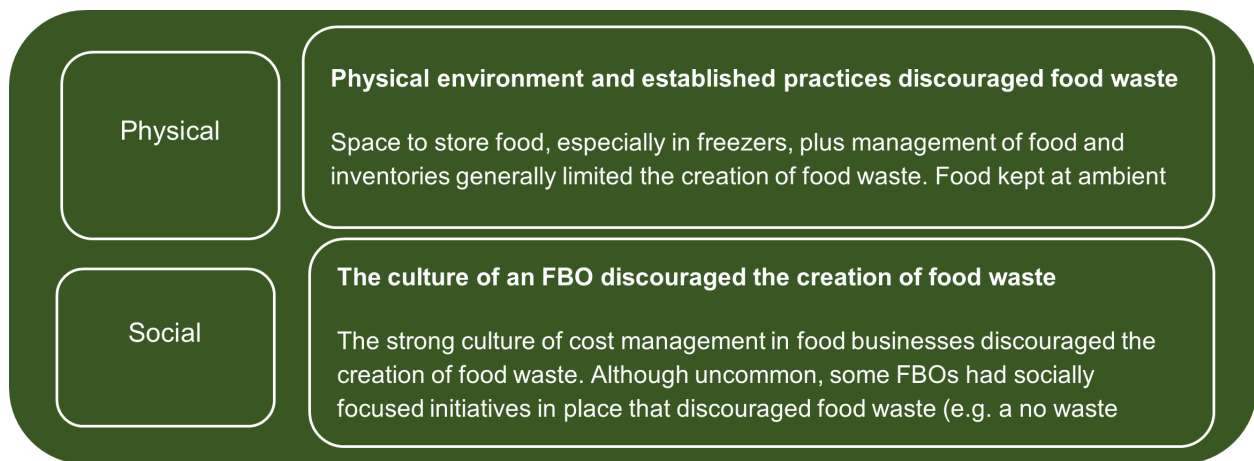 Physical
Physical environment and established practices discouraged food waste
Space to store food, especially in freezers, plus management of food and
inventories generally limited the creation of food waste. Food kept at ambient
Social
The culture of an FBO discouraged the creation of food waste
The strong culture of cost management in food businesses discouraged the
creation of food waste. Although uncommon, some FBOs had socially
focused initiatives in place that discouraged food waste (e.g. a no waste